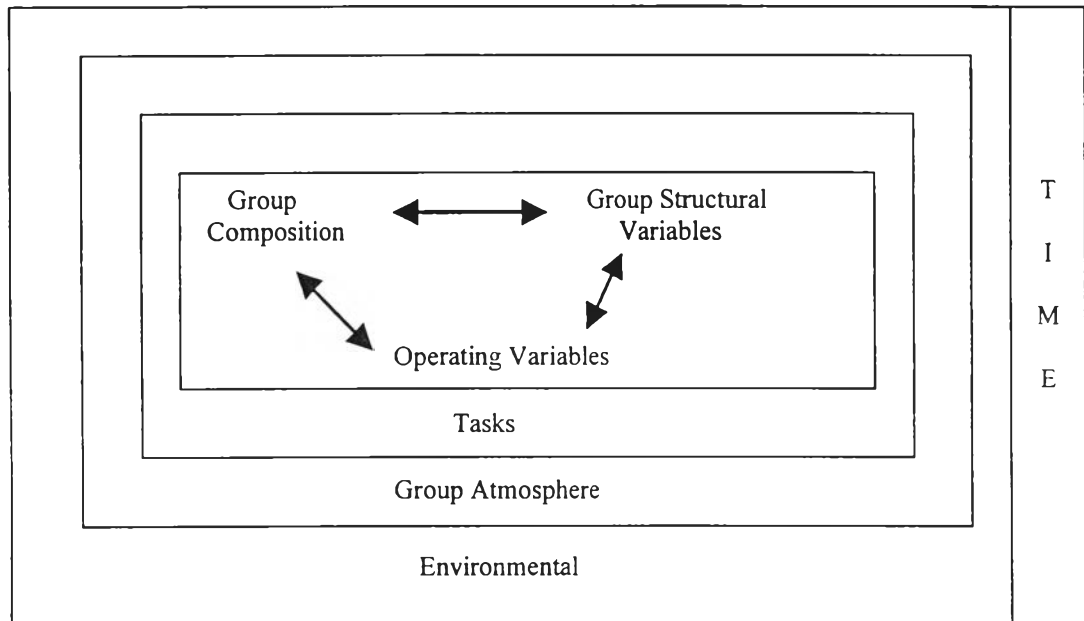 Group
Composition
Group Structural
Variables
Operating Variables
Tasks
Group Atmosphere
Environmental
T
I
M
E